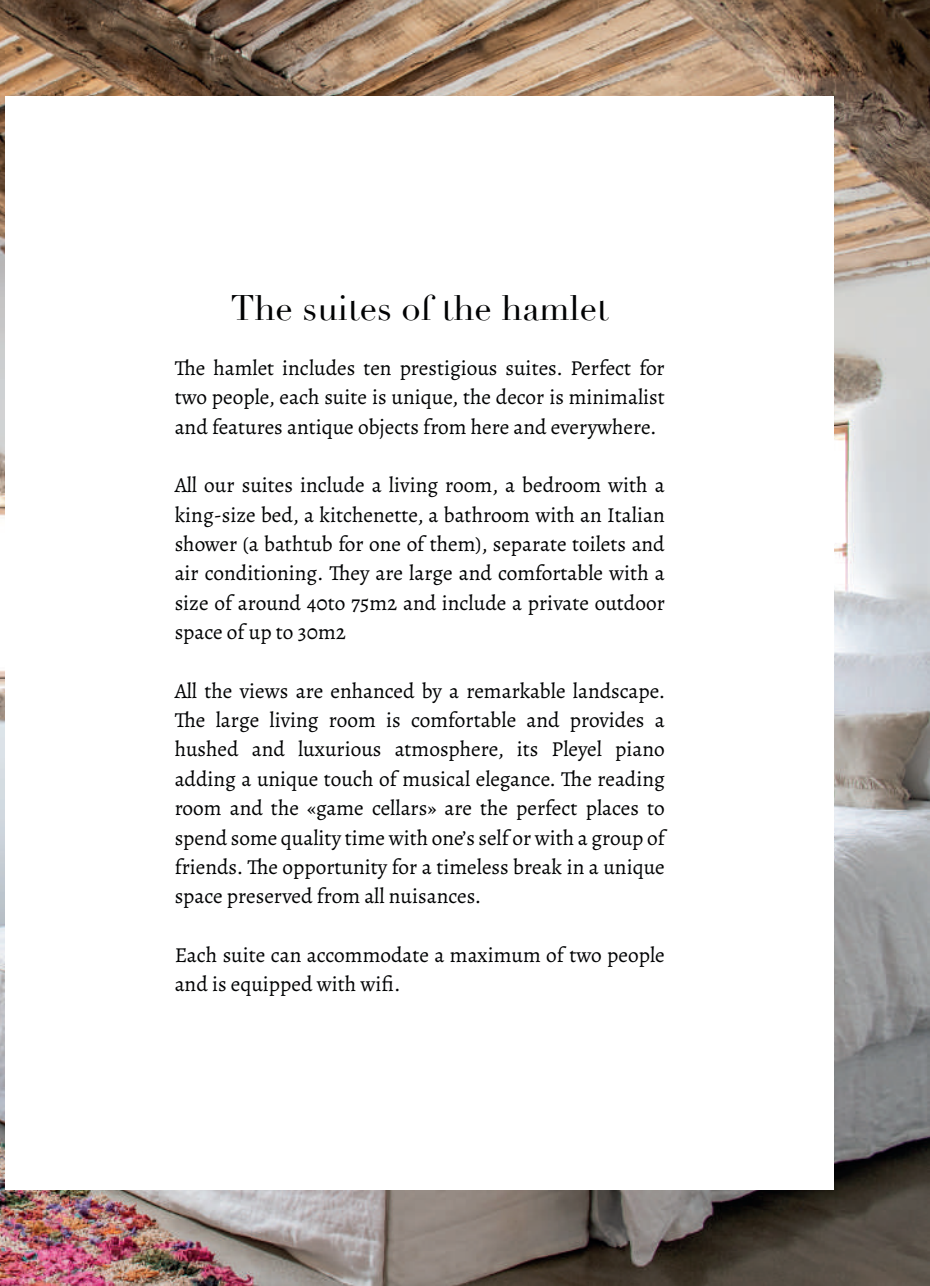 The suites of the hamlet
The hamlet includes ten prestigious suites. Perfect for
two people, each suite is unique, the decor is minimalist
and features antique objects from here and everywhere.
All our suites include a living room, a bedroom with a
king-size bed, a kitchenette, a bathroom with an Italian
shower (a bathtub for one of them), separate toilets and
air conditioning. They are large and comfortable with a
size of around 40to 75m2 and include a private outdoor
space of up to 30m2
All the views are enhanced by a remarkable landscape.
The large living room is comfortable and provides a
hushed and luxurious atmosphere, its Pleyel piano
adding a unique touch of musical elegance. The reading
room and the «game cellars» are the perfect places to
spend some quality time with one's self or with a group of
friends. The opportunity for a timeless break in a unique
space preserved from all nuisances.
Each suite can accommodate a maximum of two people
and is equipped with wifi.